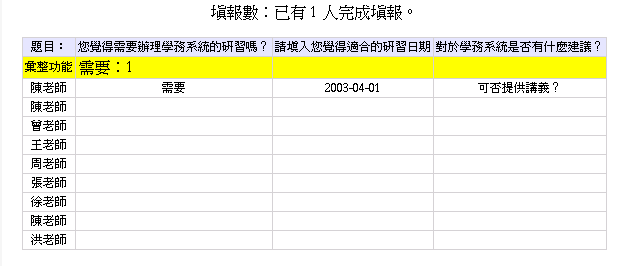 填報數：已有 1 人完成填報。
題目： 您覺得需要辦理學務系統的研習嗎？ 請填入您覺得適合的研習日期 對於學務系統是否有什麼建議？
彙整功能 需要：1
陳老師 需要 2003-04-01 可否提供講義？
陳老師
曾老師
王老師
周老師
張老師
徐老師
陳老師
洪老師